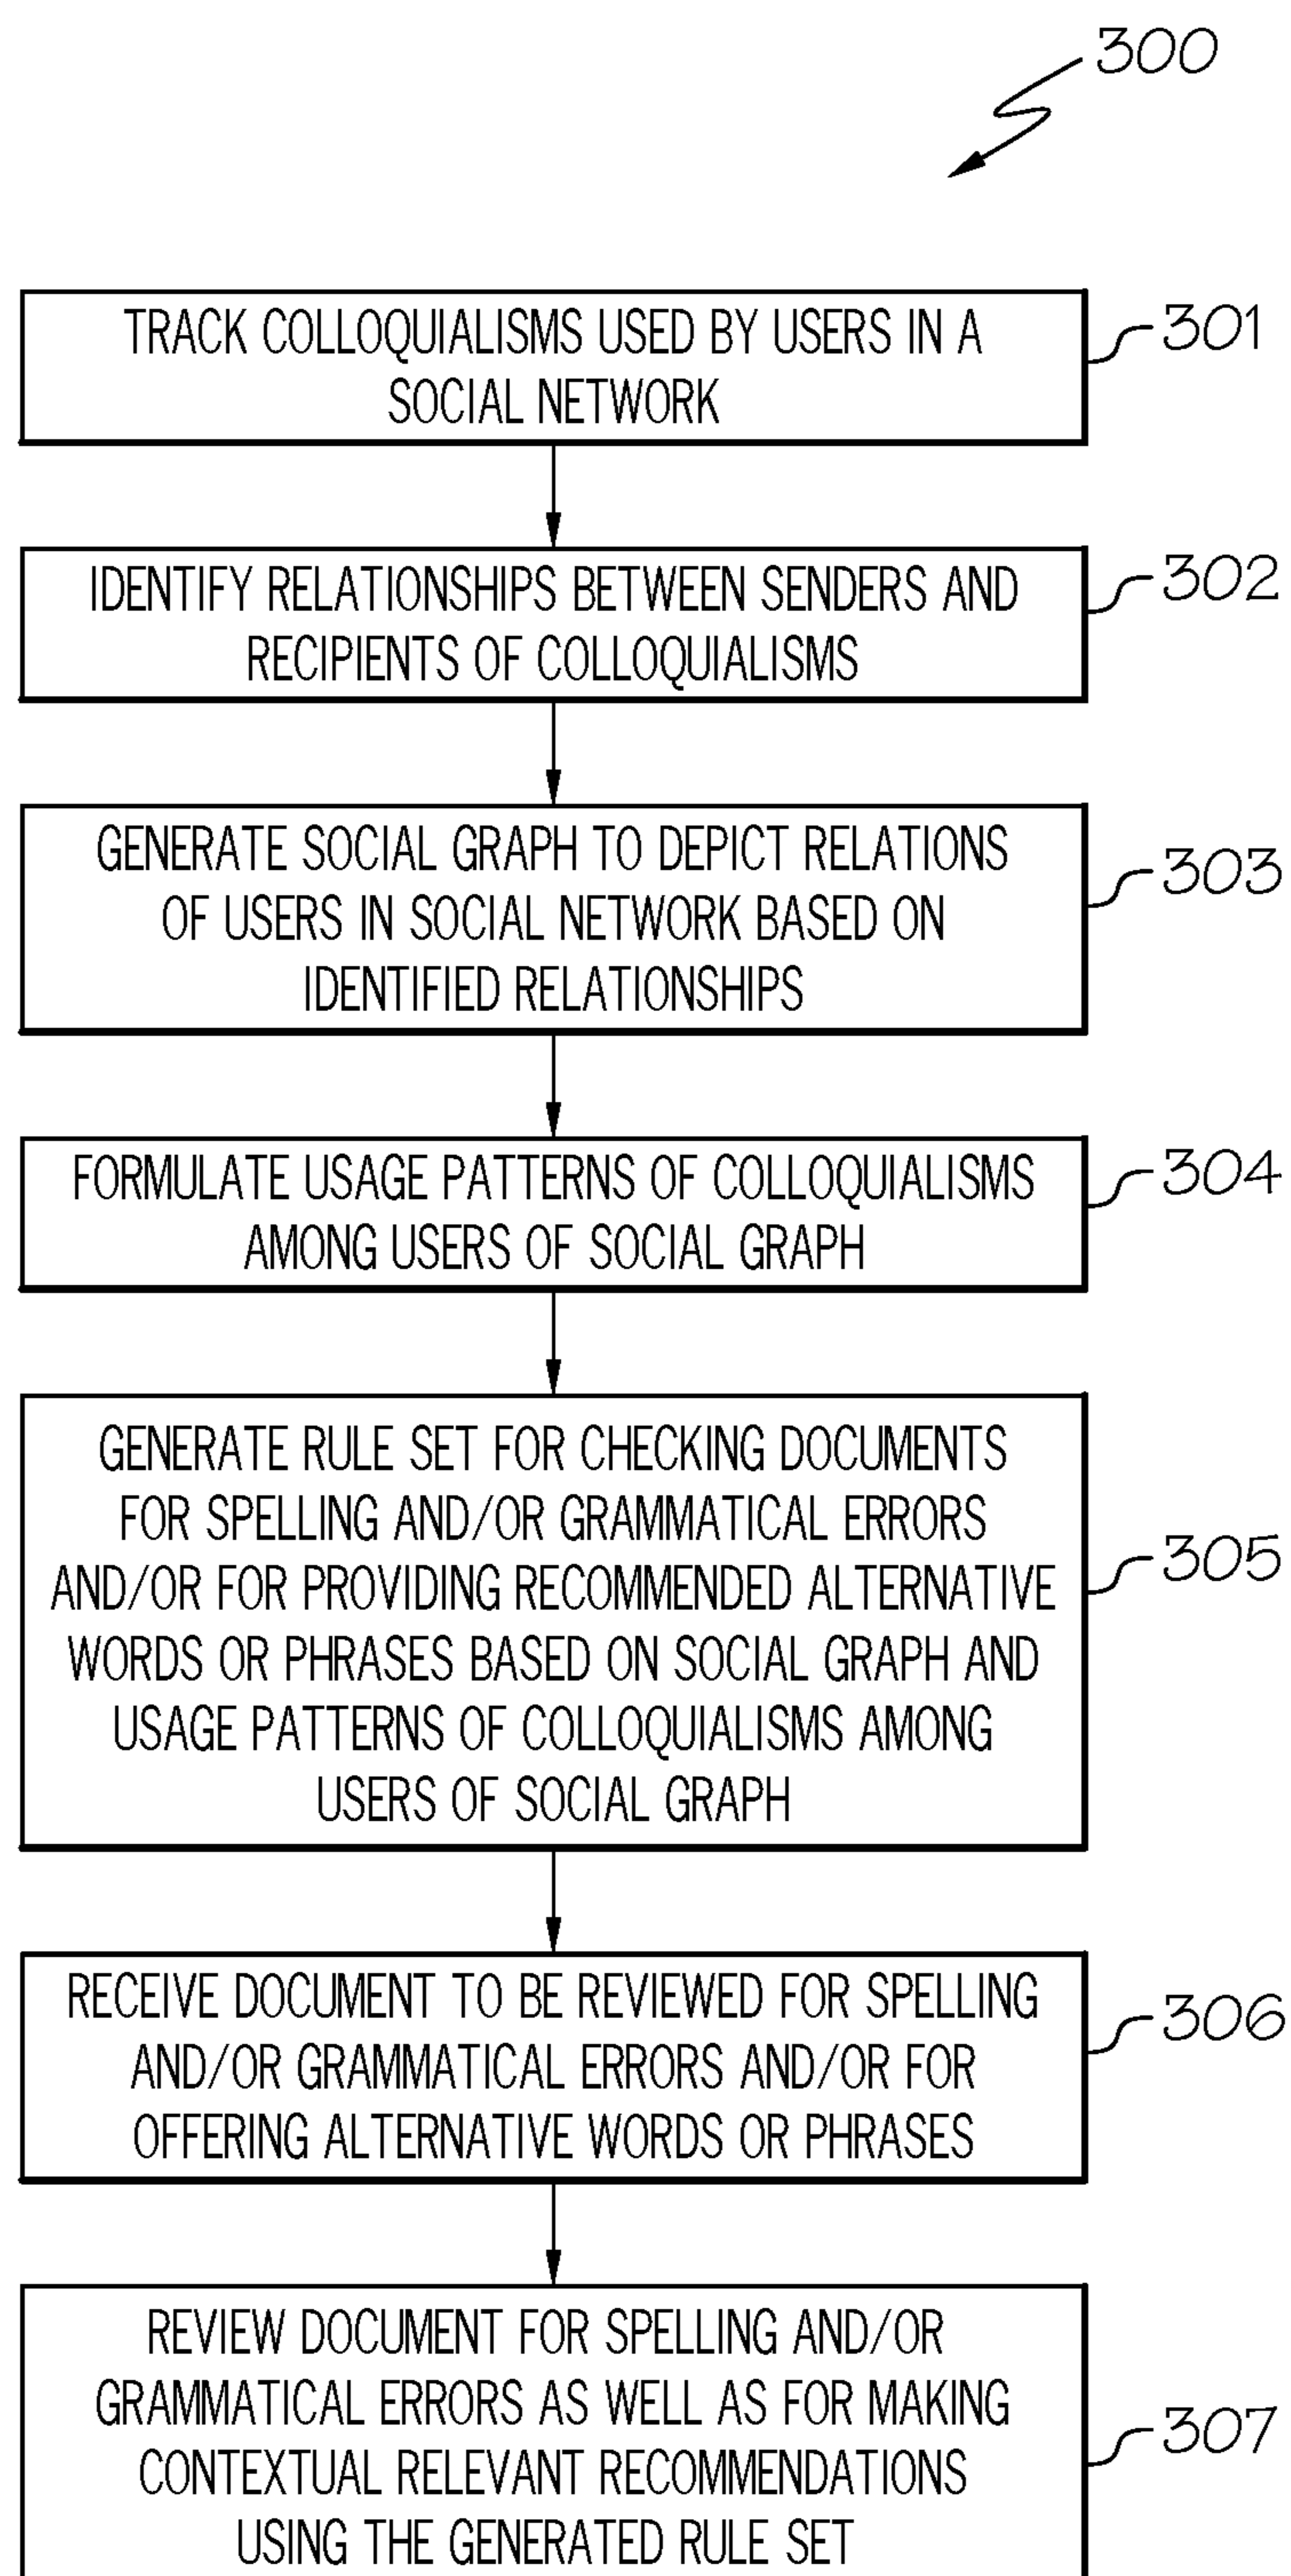 300
TRACK COLLOQUIALISMS USED BY USERS IN A
SOCIAL NETWORK
301
IDENTIFY RELATIONSHIPS BETWEEN SENDERS AND
RECIPIENTS OF COLLOQUIALISMS
302
GENERATE SOCIAL GRAPH TO DEPICT RELATIONS
OF USERS IN SOCIAL NETWORK BASED ON
IDENTIFIED RELATIONSHIPS
303
FORMULATE USAGE PATTERNS OF COLLOQUIALISMS
AMONG USERS OF SOCIAL GRAPH
304
GENERATE RULE SET FOR CHECKING DOCUMENTS
FOR SPELLING AND/OR GRAMMATICAL ERRORS
AND/OR FOR PROVIDING RECOMMENDED ALTERNATIVE
WORDS OR PHRASES BASED ON SOCIAL GRAPH AND
USAGE PATTERNS OF COLLOQUIALISMS AMONG
USERS OF SOCIAL GRAPH
305
RECEIVE DOCUMENT TO BE REVIEWED FOR SPELLING
AND/OR GRAMMATICAL ERRORS AND/OR FOR
OFFERING ALTERNATIVE WORDS OR PHRASES
306
REVIEW DOCUMENT FOR SPELLING AND/OR
GRAMMATICAL ERRORS AS WELL AS FOR MAKING
CONTEXTUAL RELEVANT RECOMMENDATIONS
USING THE GENERATED RULE SET
307